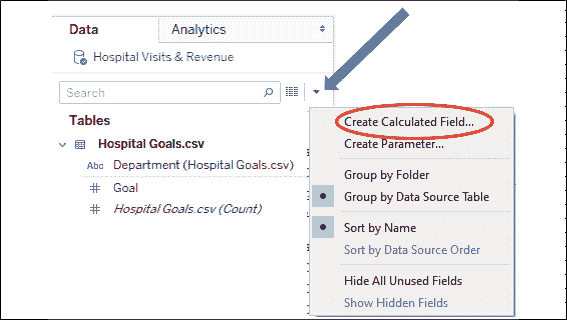 Data
Analytics
Hospital Visits & Revenue
Search
Tables
Hospital Goals.csv
Abc Department (Hospital Goals.csv)
Goal
Hospital Goals.csv (Count)
Create Calculated Field...
Create Parameter...
Group by Folder
Group by Data Source Table
Sort by Name
Sort by Data Source Order
Hide All Unused Fields
Show Hidden Fields